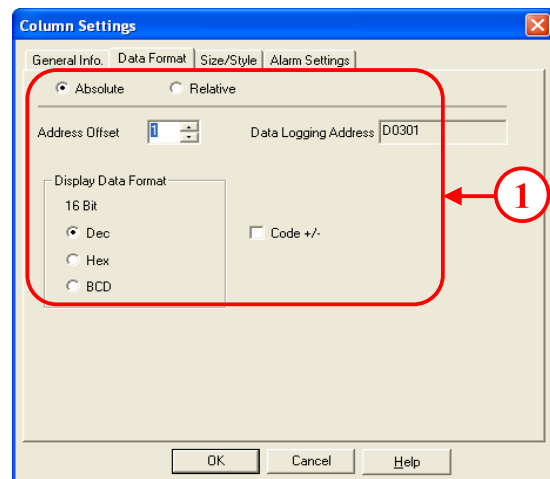 Column Settings
General Info. Data Format Size/Style Alarm Settings
Absolute Relative
Address Offset 1 Data Logging Address D0301
Display Data Format
16 Bit
Dec Code +/-
Hex
BCD
1
OK Cancel Help